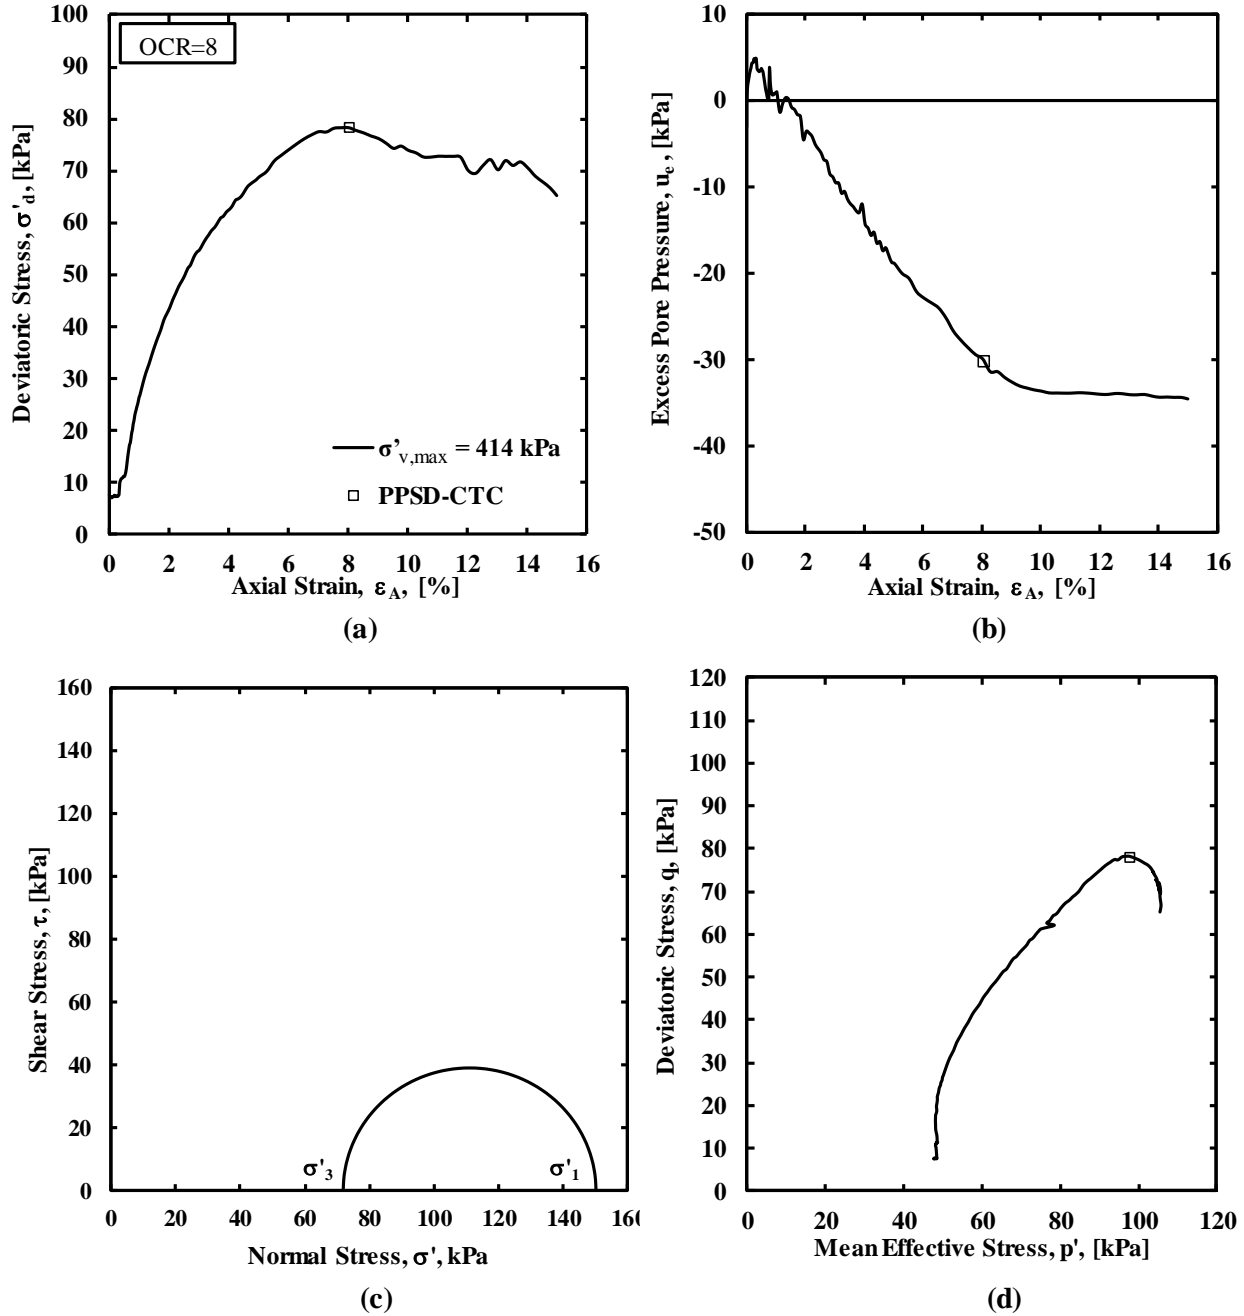 OCR=8
100
90
80
70
60
50
40
30
20
10
0
Deviatoric Stress, σ'd, [kPa]
σ’v,max = 414 kPa
PPSD-CTC
0 2 4 6 8 10 12 14 16
Axial Strain, εA, [%]
(a)
10
0
-10
-20
-30
-40
-50
Excess Pore Pressure, ue, [kPa]
0 2 4 6 8 10 12 14 16
Axial Strain, εA, [%]
(b)
160
140
120
100
80
60
40
20
0
Shear Stress, τ, [kPa]
σ'3 σ'1
0 20 40 60 80 100 120 140 160
Normal Stress, σ', kPa
(c)
120
110
100
90
80
70
60
50
40
30
20
10
0
Deviatoric Stress, q, [kPa]
0 20 40 60 80 100 120
Mean Effective Stress, p', [kPa]
(d)